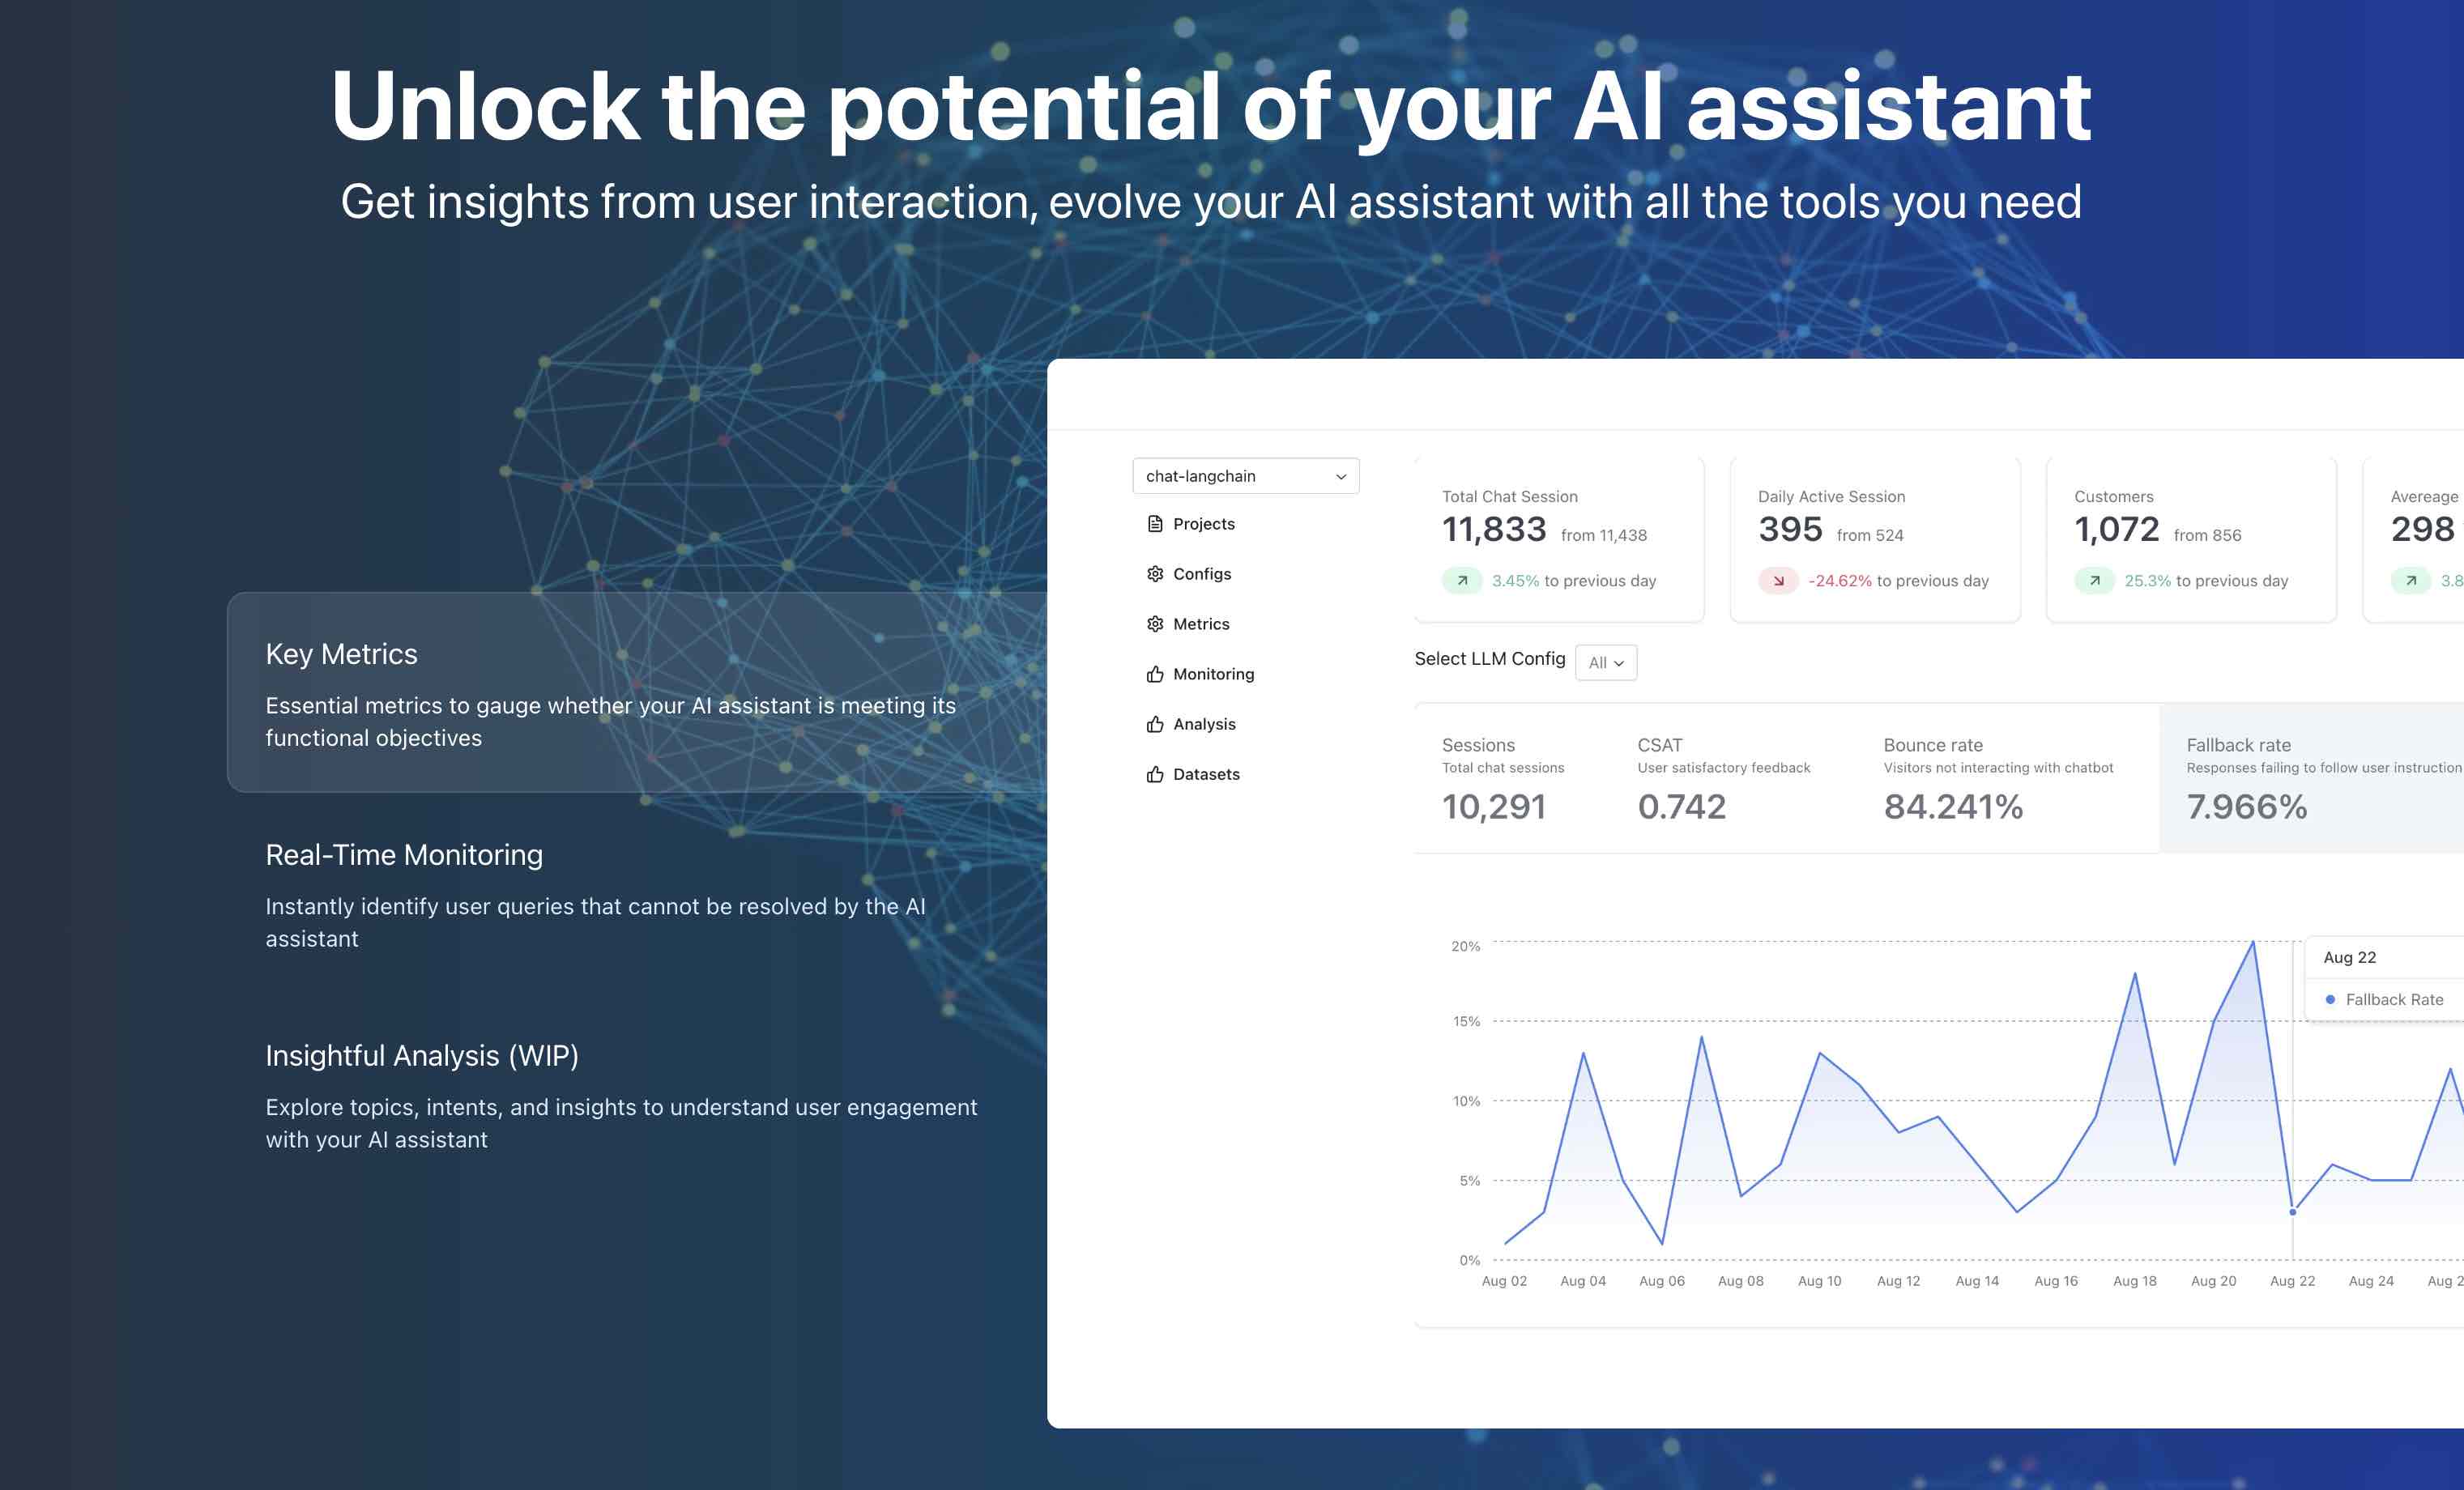 Unlock the potential of your AI assistant
Get insights from user interaction, evolve your AI assistant with all the tools you need
Key Metrics
Essential metrics to gauge whether your AI assistant is meeting its
functional objectives
Real-Time Monitoring
Instantly identify user queries that cannot be resolved by the AI
assistant
Insightful Analysis (WIP)
Explore topics, intents, and insights to understand user engagement
with your AI assistant
chat-langchain
Projects
Configs
Metrics
Monitoring
Analysis
Datasets
Total Chat Session
11,833 from 11,438
3.45% to previous day
Daily Active Session
395 from 524
-24.62% to previous day
Customers
1,072 from 856
25.3% to previous day
Avereage
298
3.8
Select LLM Config All
Sessions
Total chat sessions
10,291
CSAT
User satisfactory feedback
0.742
Bounce rate
Visitors not interacting with chatbot
84.241%
Fallback rate
Responses failing to follow user instruction
7.966%
20%
15%
10%
5%
0%
Aug 22
Fallback Rate
Aug 02 Aug 04 Aug 06 Aug 08 Aug 10 Aug 12 Aug 14 Aug 16 Aug 18 Aug 20 Aug 22 Aug 24 Aug 2